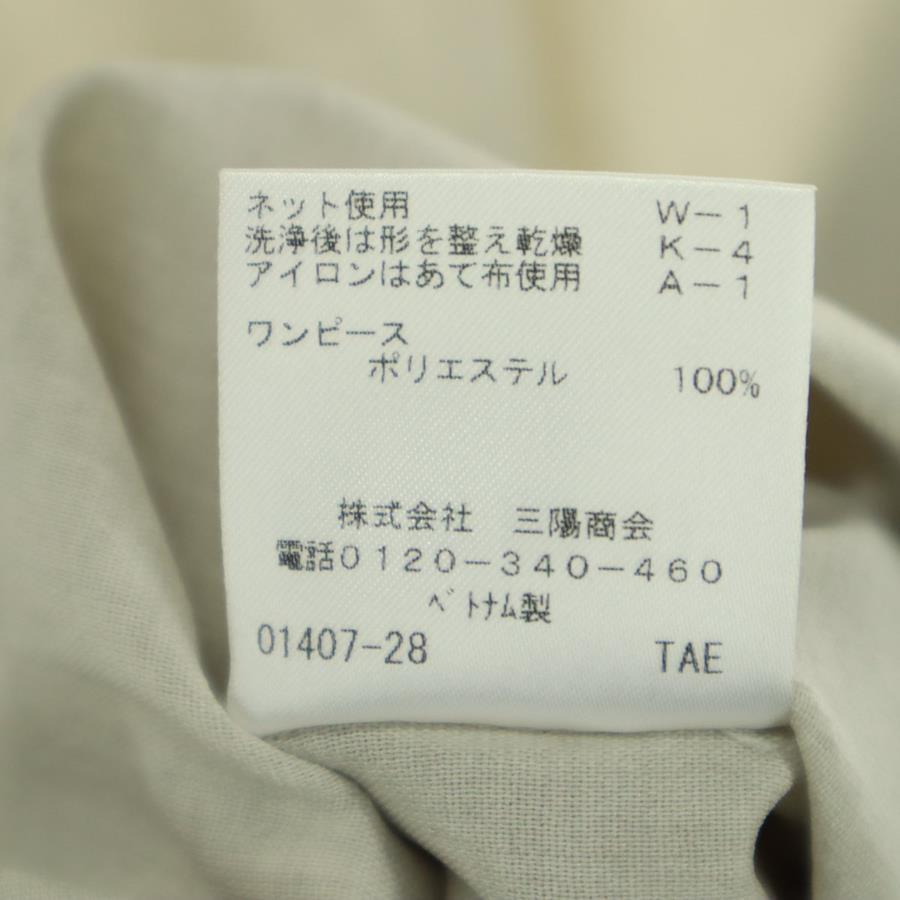 ネット使用 W-1
洗浄後は形を整え乾燥 K-4
アイロンはあて布使用 A-1
ワンピース
ポリエステル 100%
株式会社 三陽商会
電話0120-340-460
ﾍﾞﾄﾅﾑ製
01407-28 TAE